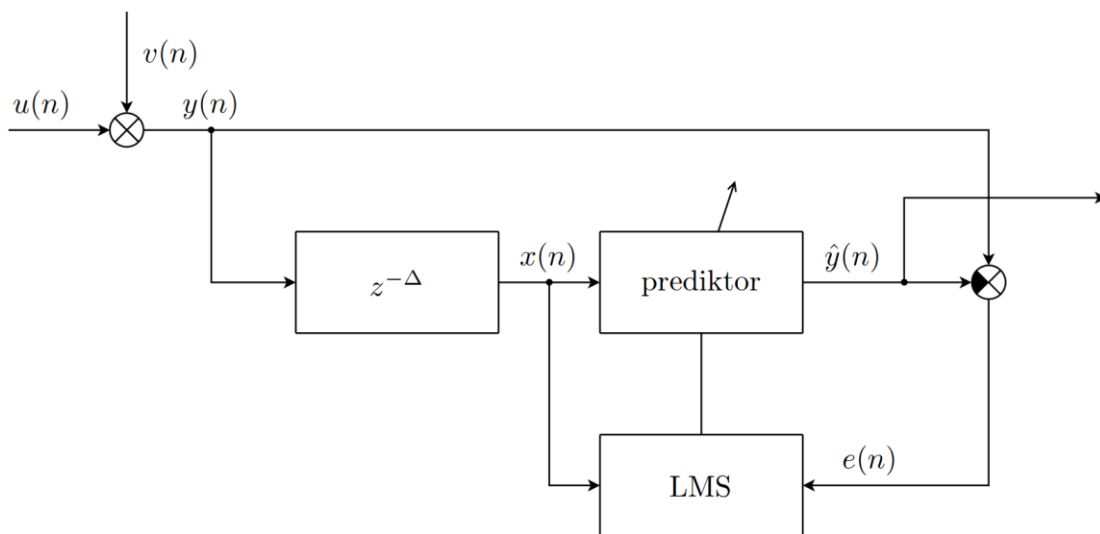 v(n)
u(n)
y(n)
z^{-Δ}
x(n)
prediktor
ŷ(n)
LMS
e(n)